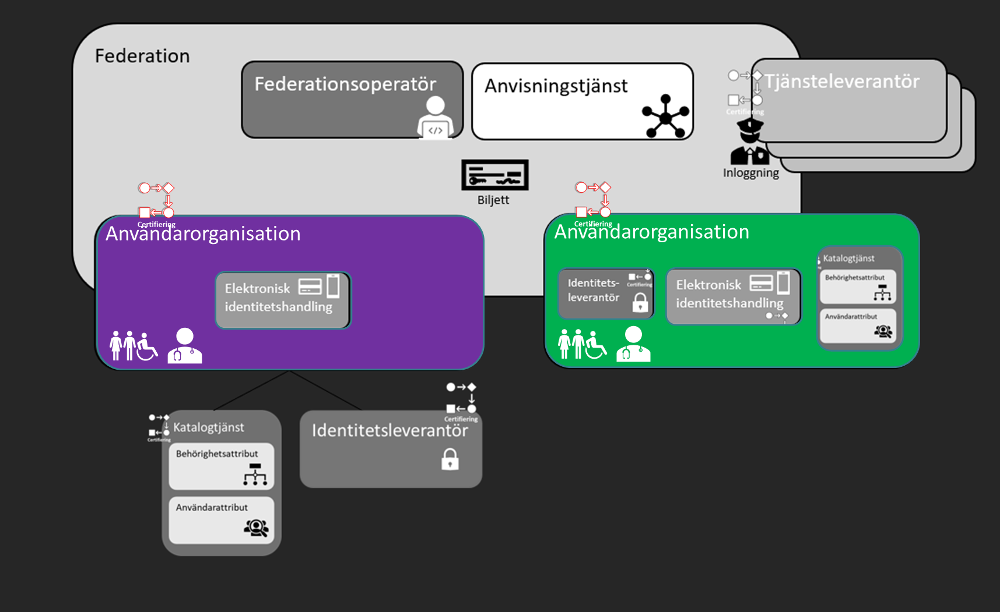 Federation
Federationsoperatör
</>
Anvisningstjänst
Tjänsteleverantör
Certifiering
Inloggning
Biljett
Certifiering
Användarorganisation
Elektronisk
identitetshandling
Certifiering
Användarorganisation
Identitets-
leverantör
Certifiering
Elektronisk
identitetshandling
Katalogtjänst
Behörighetsattribut
Användarattribut
Certifiering
Katalogtjänst
Behörighetsattribut
Användarattribut
Certifiering
Identitetsleverantör